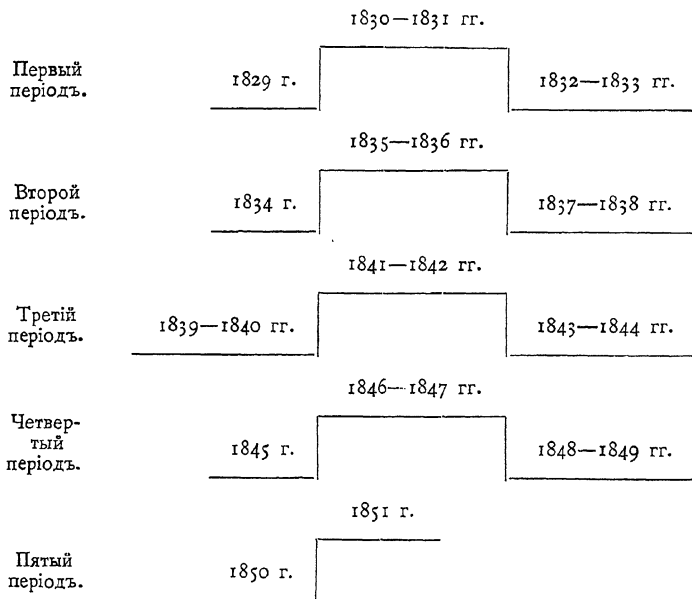 1830—1831 гг.
Первый
періодъ.
1829 г.
1832—1833 гг.
1835—1836 гг.
Второй
періодъ.
1834 г.
1837—1838 гг.
1841—1842 гг.
Третій
періодъ.
1839—1840 гг.
1843—1844 гг.
1846—1847 гг.
Четвер-
тый
періодъ.
1845 г.
1848—1849 гг.
1851 г.
Пятый
періодъ.
1850 г.